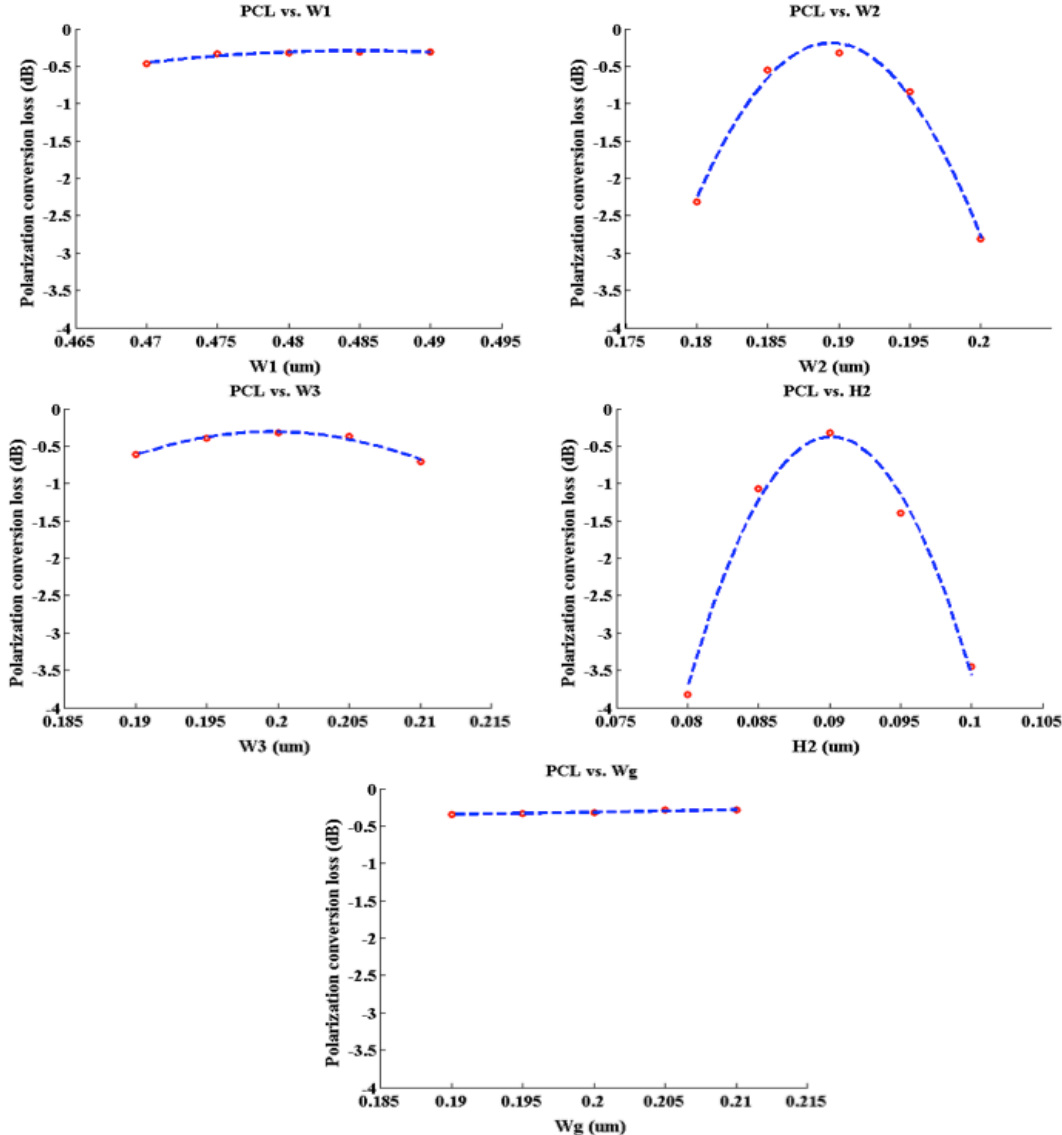 PCL vs. W1
Polarization conversion loss (dB)
0
-0.5
-1
-1.5
-2
-2.5
-3
-3.5
-4
0.465 0.47 0.475 0.48 0.485 0.49 0.495
W1 (um)
PCL vs. W2
Polarization conversion loss (dB)
0
-0.5
-1
-1.5
-2
-2.5
-3
-3.5
-4
0.175 0.18 0.185 0.19 0.195 0.2
W2 (um)
PCL vs. W3
Polarization conversion loss (dB)
0
-0.5
-1
-1.5
-2
-2.5
-3
-3.5
-4
0.185 0.19 0.195 0.2 0.205 0.21 0.215
W3 (um)
PCL vs. H2
Polarization conversion loss (dB)
0
-0.5
-1
-1.5
-2
-2.5
-3
-3.5
-4
0.075 0.08 0.085 0.09 0.095 0.1 0.105
H2 (um)
PCL vs. Wg
Polarization conversion loss (dB)
0
-0.5
-1
-1.5
-2
-2.5
-3
-3.5
-4
0.185 0.19 0.195 0.2 0.205 0.21 0.215
Wg (um)